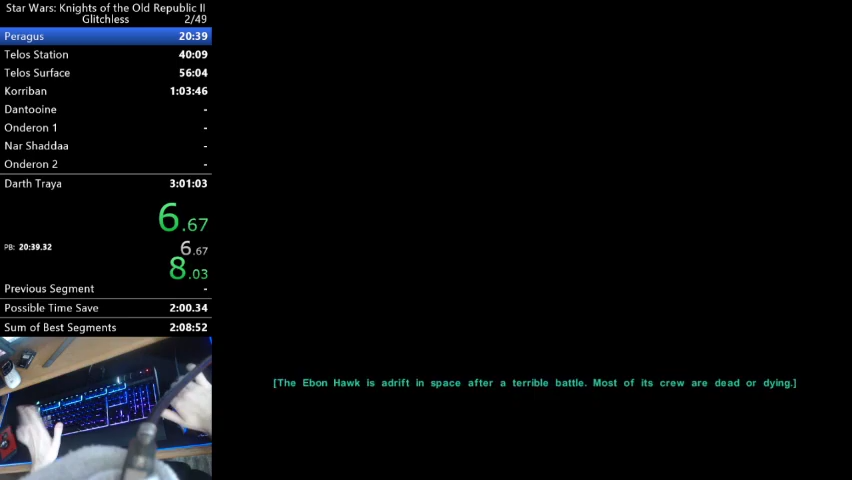 Star Wars: Knights of the Old Republic II
Glitchless 2/49
Peragus 20:39
Telos Station 40:09
Telos Surface 56:04
Korriban 1:03:46
Dantooine -
Onderon 1 -
Nar Shaddaa -
Onderon 2 -
Darth Traya 3:01:03
6.67
PB: 20:39.32 6.67
8.03
Previous Segment -
Possible Time Save 2:00.34
Sum of Best Segments 2:08:52
[The Ebon Hawk is adrift in space after a terrible battle. Most of its crew are dead or dying.]